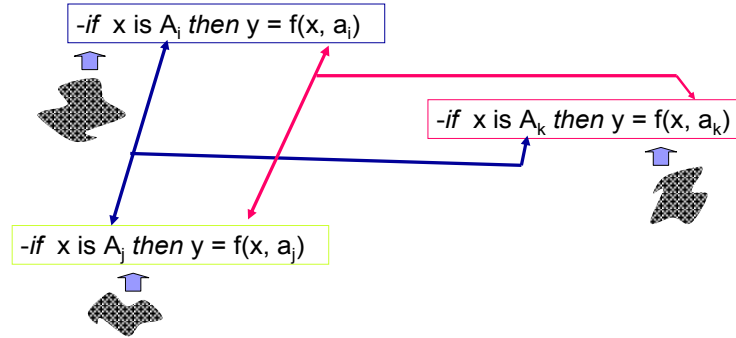 -if x is Aᵢ then y = f(x, aᵢ)
-if x is Aₖ then y = f(x, aₖ)
-if x is Aⱼ then y = f(x, aⱼ)